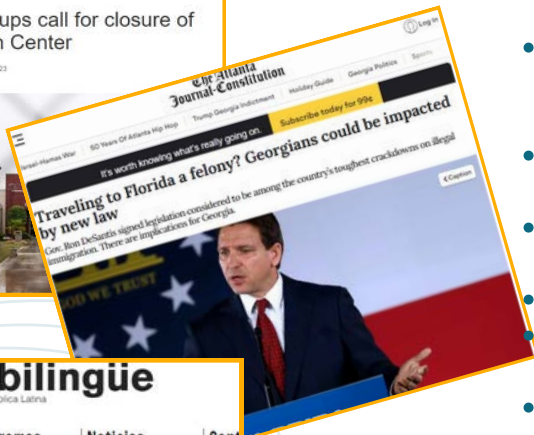 ups call for closure of
n Center
23
Log In
The Atlanta
Journal-Constitution
Israel-Hamas War 50 Years Of Atlanta Hip Hop Trump Georgia Indictment Holiday Guide Georgia Politics Sports
It's worth knowing what's really going on. Subscribe today for 99¢
Traveling to Florida a felony? Georgians could be impacted
by new law
Gov. Ron DeSantis signed legislation considered to be among the country's toughest crackdowns on illegal
immigration. There are implications for Georgia.
Caption
GOD WE TRUST
bilingüe
blica Latina
Noticias